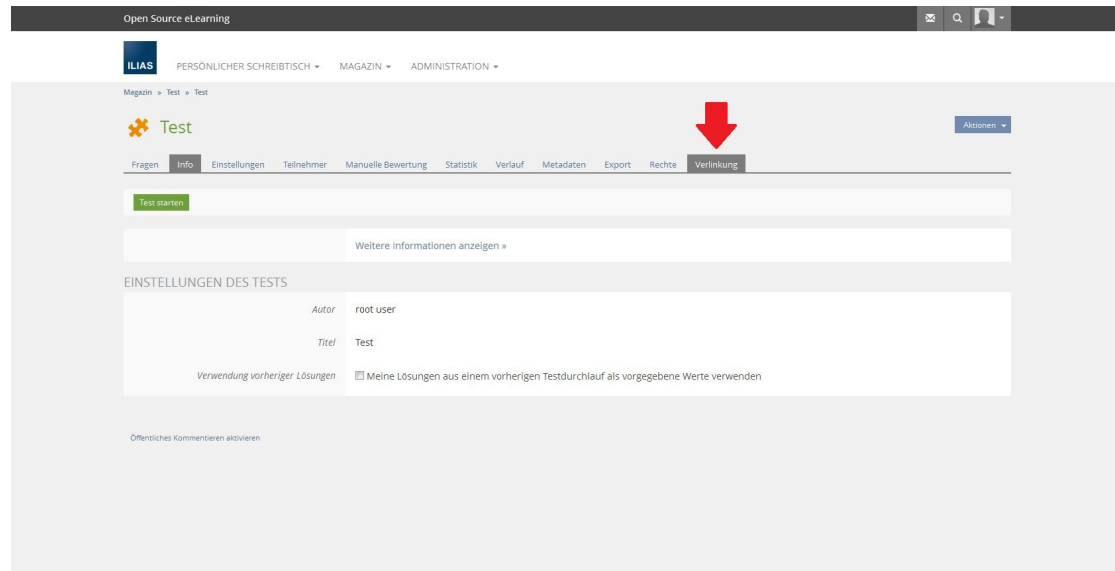 Open Source eLearning
ILIAS PERSÖNLICHER SCHREIBTISCH MAGAZIN ADMINISTRATION
Magazin » Test » Test
Test
Aktionen
Fragen Info Einstellungen Teilnehmer Manuelle Bewertung Statistik Verlauf Metadaten Export Rechte Verlinkung
Test starten
Weitere Informationen anzeigen »
EINSTELLUNGEN DES TESTS
Autor root user
Titel Test
Verwendung vorheriger Lösungen Meine Lösungen aus einem vorherigen Testdurchlauf als vorgegebene Werte verwenden
Öffentliches Kommentieren aktivieren